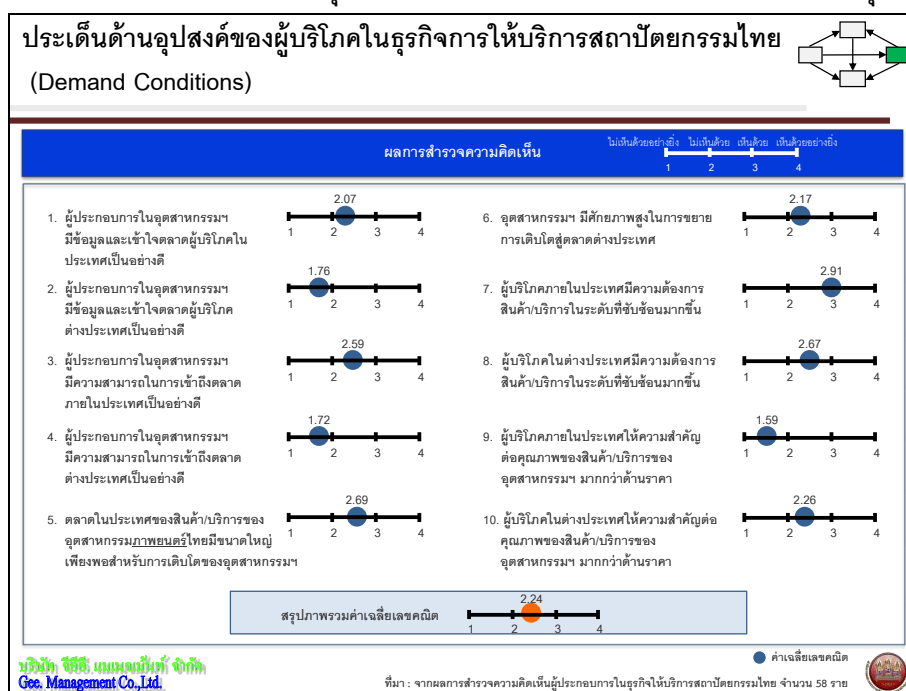 ประเด็นด้านอุปสงค์ของผู้บริโภคในธุรกิจการให้บริการสถาปัตยกรรมไทย
(Demand Conditions)
ผลการสำรวจความคิดเห็น
ไม่เห็นด้วยอย่างยิ่ง ไม่เห็นด้วย เห็นด้วย เห็นด้วยอย่างยิ่ง
1 2 3 4
1. ผู้ประกอบการในอุตสาหกรรมฯ
มีข้อมูลและเข้าใจตลาดผู้บริโภคใน
ประเทศเป็นอย่างดี
2.07
1 2 3 4
2. ผู้ประกอบการในอุตสาหกรรมฯ
มีข้อมูลและเข้าใจตลาดผู้บริโภค
ต่างประเทศเป็นอย่างดี
1.76
1 2 3 4
3. ผู้ประกอบการในอุตสาหกรรมฯ
มีความสามารถในการเข้าถึงตลาด
ภายในประเทศเป็นอย่างดี
2.59
1 2 3 4
4. ผู้ประกอบการในอุตสาหกรรมฯ
มีความสามารถในการเข้าถึงตลาด
ต่างประเทศเป็นอย่างดี
1.72
1 2 3 4
5. ตลาดในประเทศของสินค้า/บริการของ
อุตสาหกรรมภาพยนตร์ไทยมีขนาดใหญ่
เพียงพอสำหรับการเติบโตของอุตสาหกรรมฯ
2.69
1 2 3 4
6. อุตสาหกรรมฯ มีศักยภาพสูงในการขยาย
การเติบโตสู่ตลาดต่างประเทศ
2.17
1 2 3 4
7. ผู้บริโภคภายในประเทศมีความต้องการ
สินค้า/บริการในระดับที่ซับซ้อนมากขึ้น
2.91
1 2 3 4
8. ผู้บริโภคในต่างประเทศมีความต้องการ
สินค้า/บริการในระดับที่ซับซ้อนมากขึ้น
2.67
1 2 3 4
9. ผู้บริโภคภายในประเทศให้ความสำคัญ
ต่อคุณภาพของสินค้า/บริการของ
อุตสาหกรรมฯ มากกว่าด้านราคา
1.59
1 2 3 4
10. ผู้บริโภคในต่างประเทศให้ความสำคัญต่อ
คุณภาพของสินค้า/บริการของ
อุตสาหกรรมฯ มากกว่าด้านราคา
2.26
1 2 3 4
สรุปภาพรวมค่าเฉลี่ยเลขคณิต
2.24
1 2 3 4
ค่าเฉลี่ยเลขคณิต
บริษัท จีอีอี แมเนจเม้นท์ จำกัด
Gee. Management Co.,Ltd.
ที่มา : จากผลการสำรวจความคิดเห็นผู้ประกอบการในธุรกิจให้บริการสถาปัตยกรรมไทย จำนวน 58 ราย